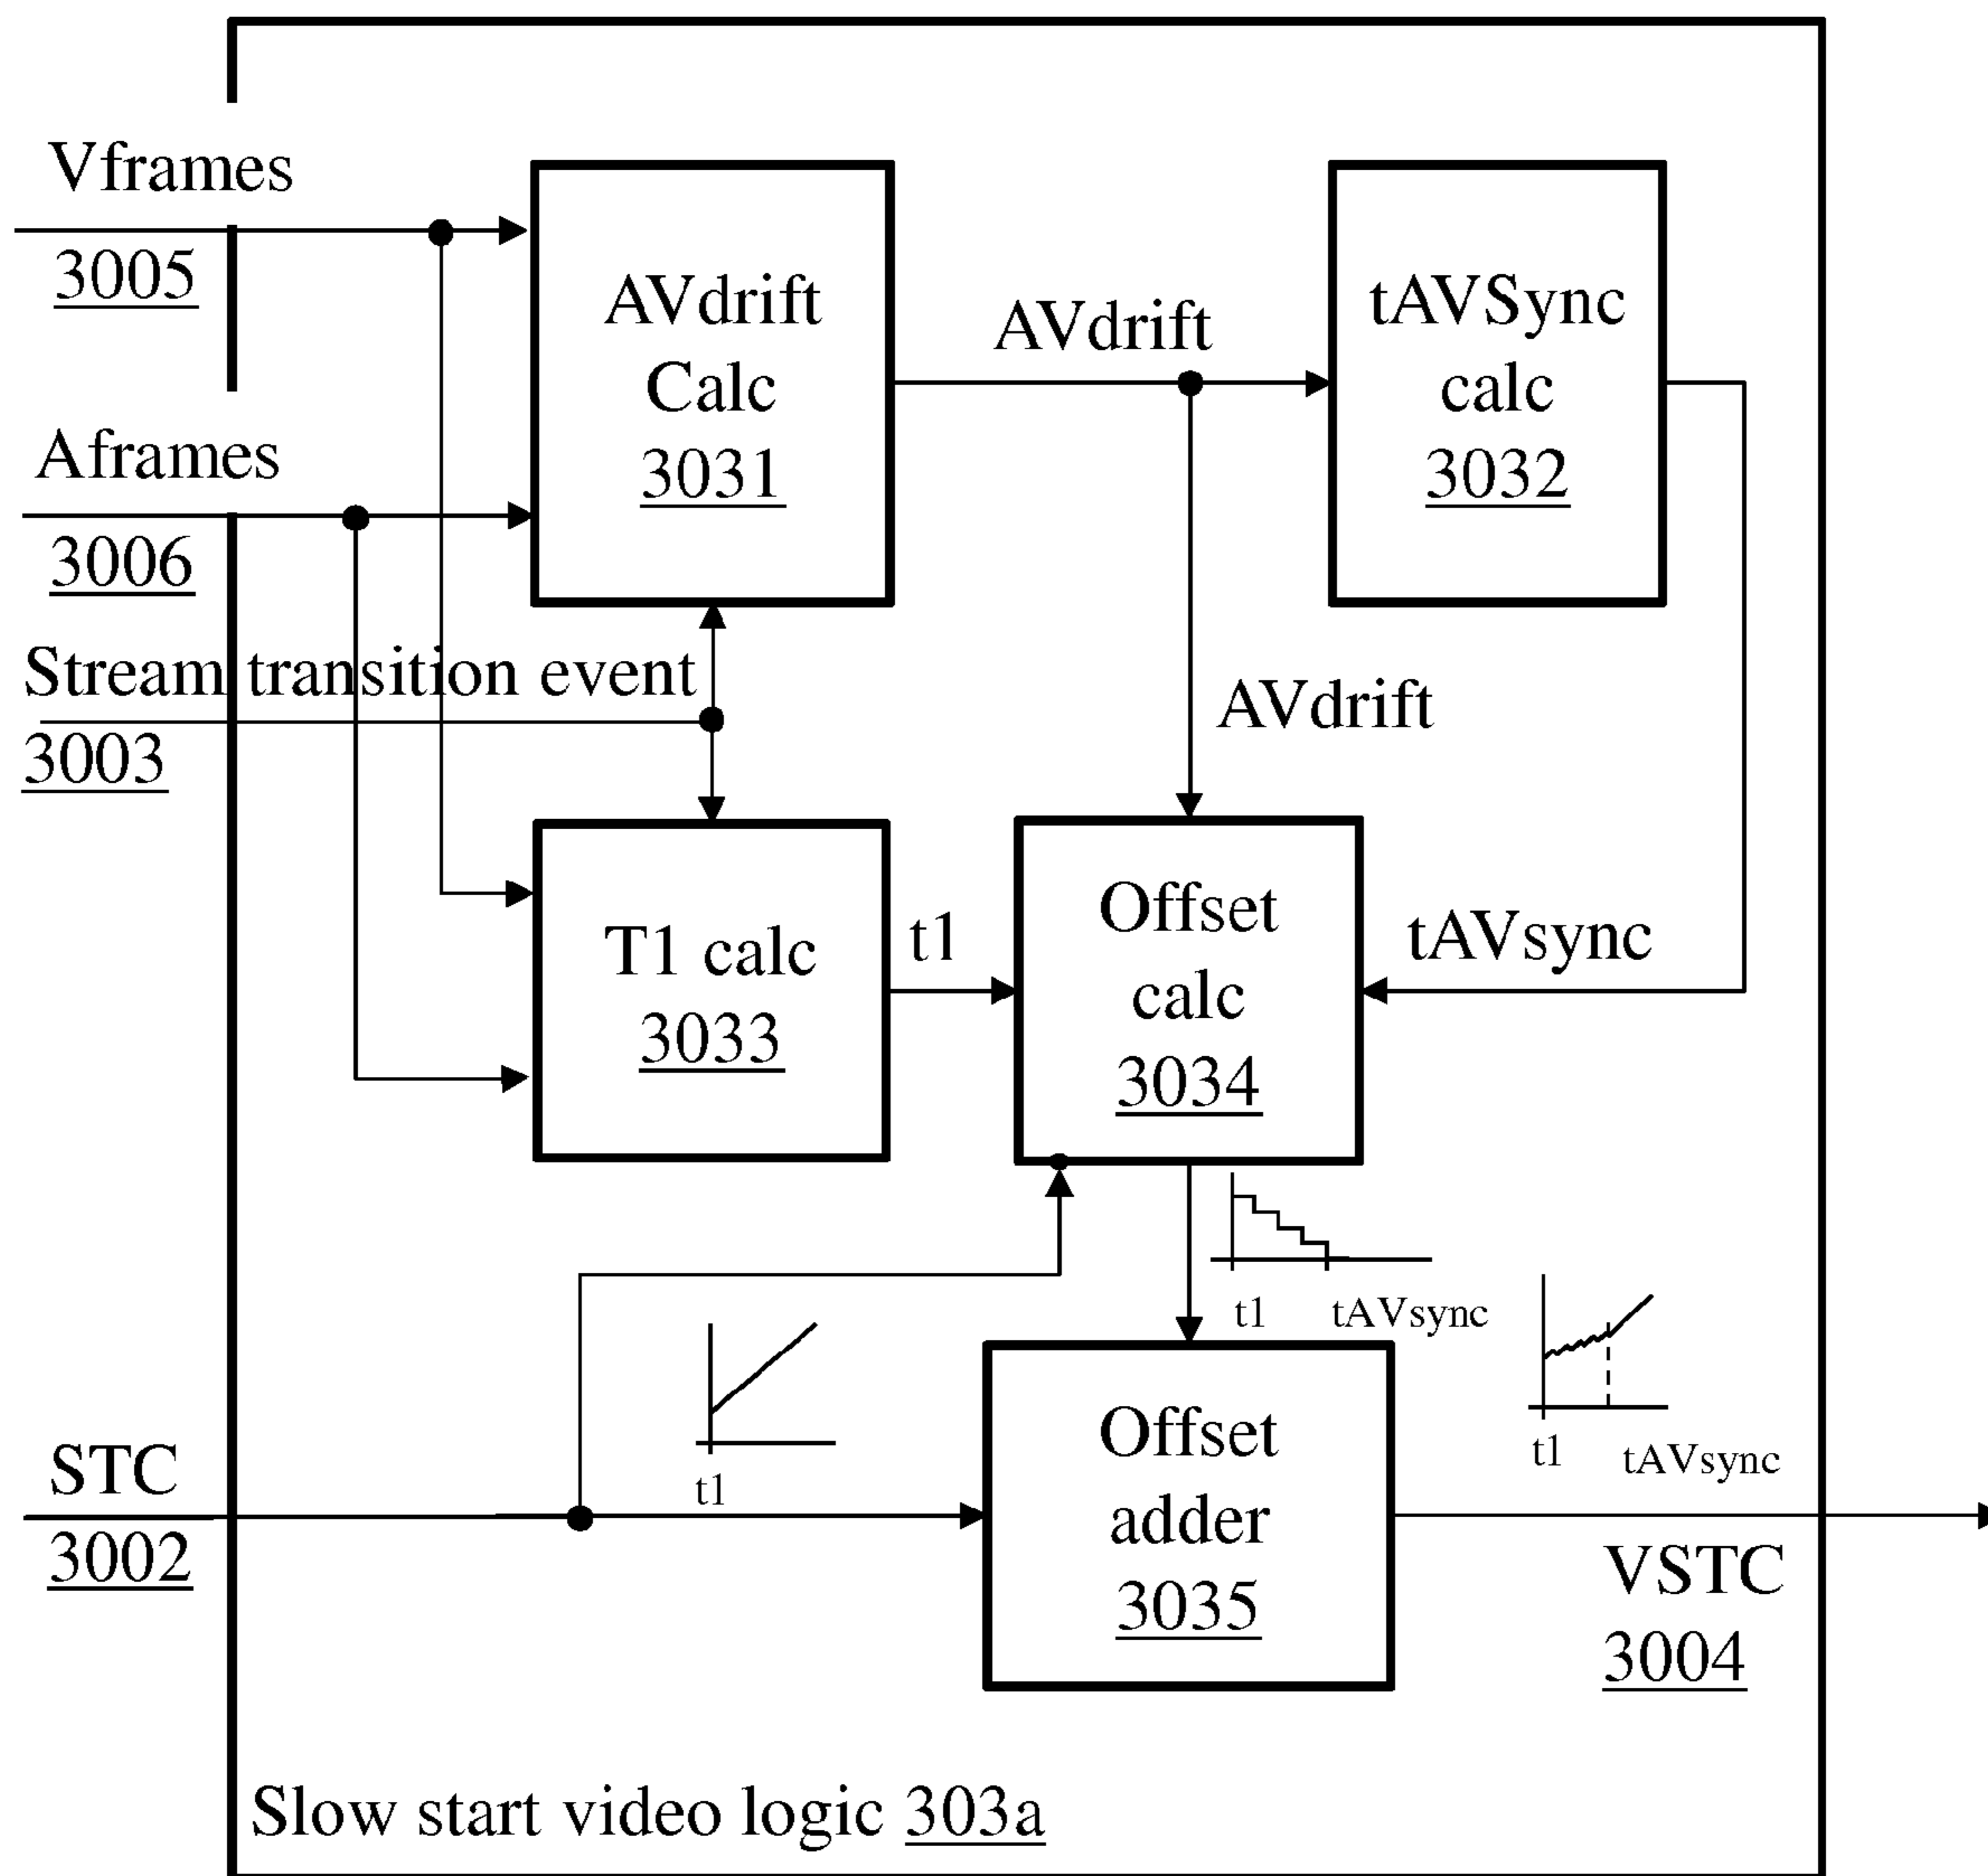 Vframes
3005
Aframes
3006
Stream transition event
3003
AVdrift
Calc
3031
AVdrift
tAVSync
calc
3032
AVdrift
T1 calc
3033
t1
Offset
calc
3034
tAVsync
t1 tAVsync
t1
t1 tAVsync
STC
3002
Offset
adder
3035
VSTC
3004
Slow start video logic 303a